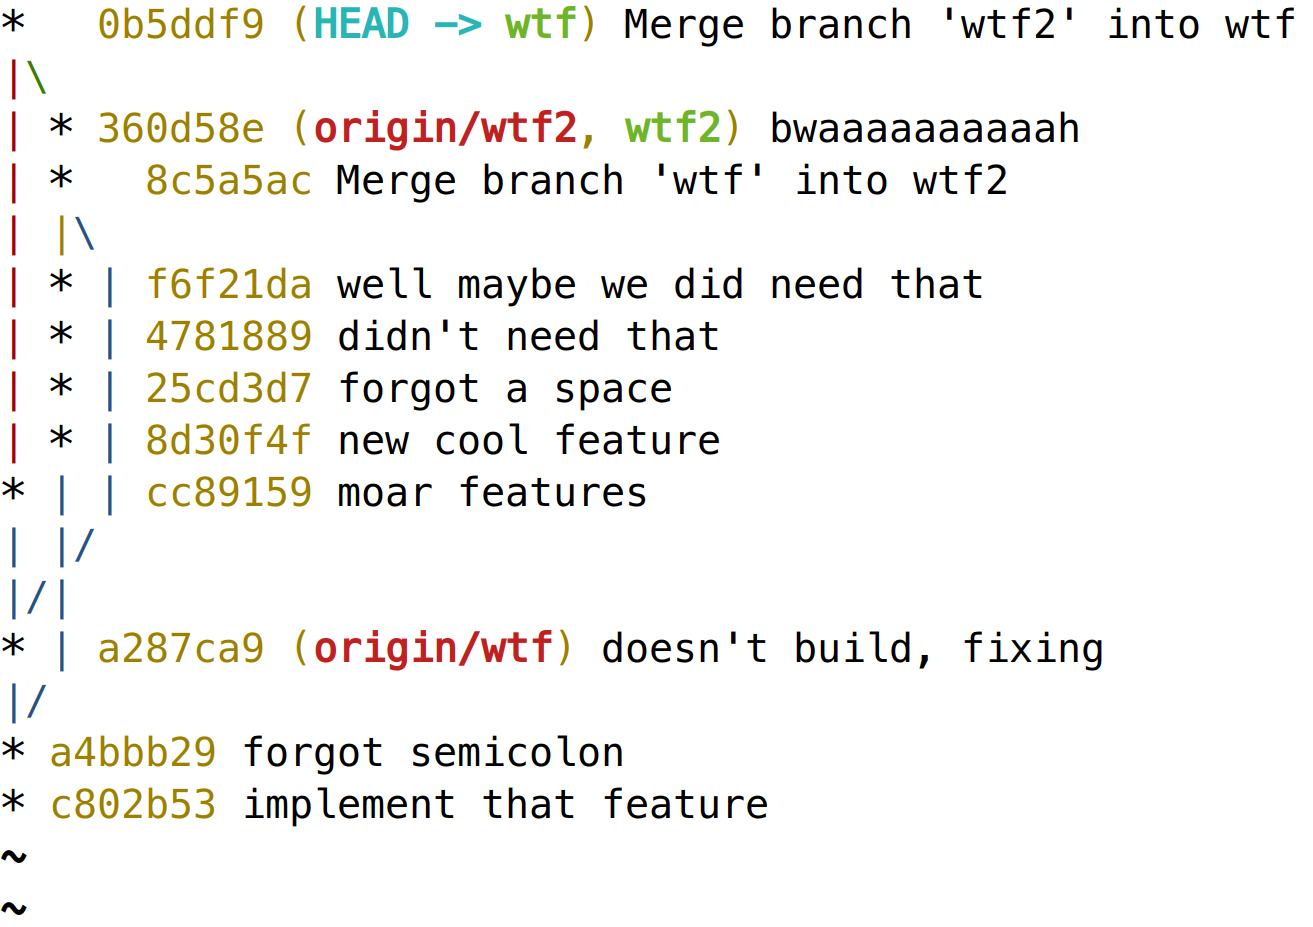 *   0b5ddf9 (HEAD -> wtf) Merge branch 'wtf2' into wtf
|\
| * 360d58e (origin/wtf2, wtf2) bwaaaaaaaaaaah
| *   8c5a5ac Merge branch 'wtf' into wtf2
| |\
| * | f6f21da well maybe we did need that
| * | 4781889 didn't need that
| * | 25cd3d7 forgot a space
| * | 8d30f4f new cool feature
* | | cc89159 moar features
| |/
|/|
* | a287ca9 (origin/wtf) doesn't build, fixing
|/
* a4bbb29 forgot semicolon
* c802b53 implement that feature
~
~